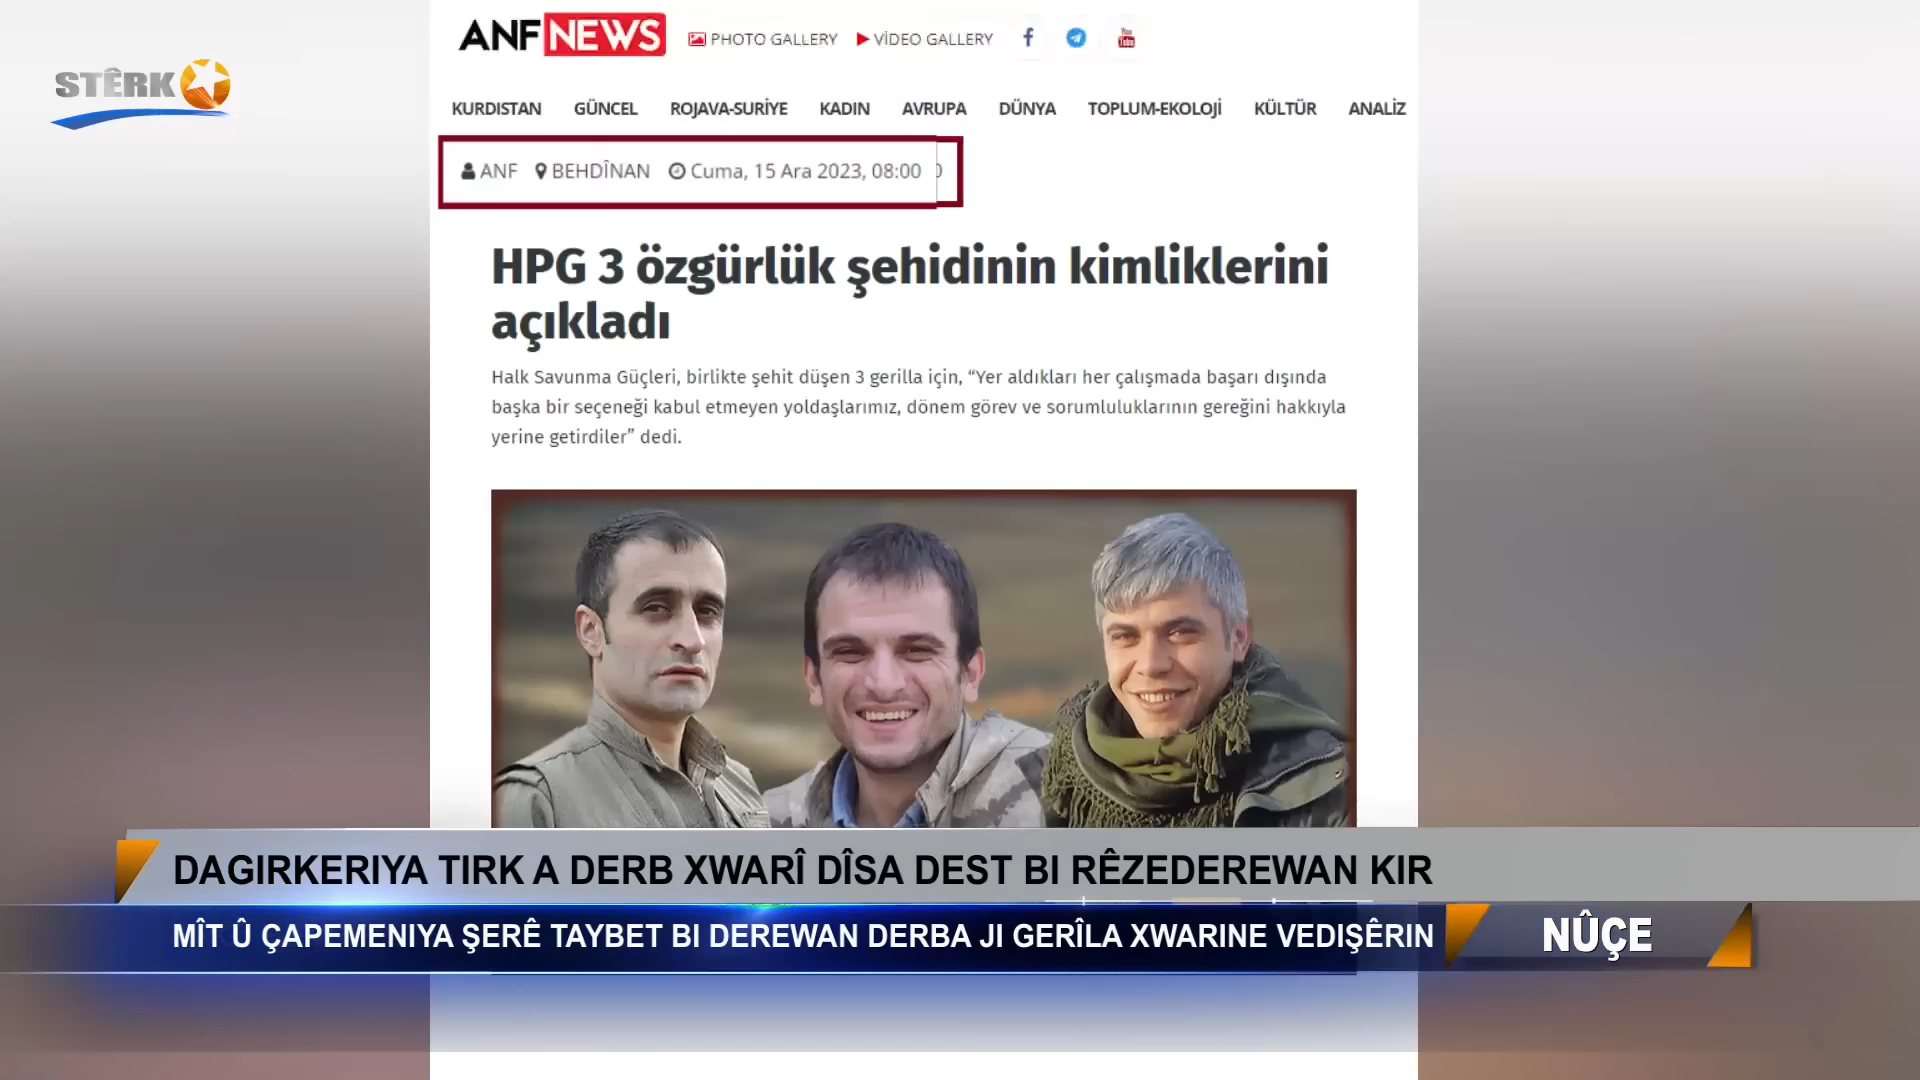 ANF NEWS PHOTO GALLERY VİDEO GALLERY
STÊRK
KURDISTAN GÜNCEL ROJAVA-SURİYE KADIN AVRUPA DÜNYA TOPLUM-EKOLOJİ KÜLTÜR ANALİZ
ANF BEHDÎNAN Cuma, 15 Ara 2023, 08:00
HPG 3 özgürlük şehidinin kimliklerini
açıkladı
Halk Savunma Güçleri, birlikte şehit düşen 3 gerilla için, “Yer aldıkları her çalışmada başarı dışında
başka bir seçeneği kabul etmeyen yoldaşlarımız, dönem görev ve sorumluluklarının gereğini hakkıyla
yerine getirdiler” dedi.
DAGIRKERIYA TIRK A DERB XWARÎ DÎSA DEST BI RÊZEDEREWAN KIR
MÎT Û ÇAPEMENIYA ŞERÊ TAYBET BI DEREWAN DERBA JI GERÎLA XWARINE VEDIŞÊRIN
NÛÇE